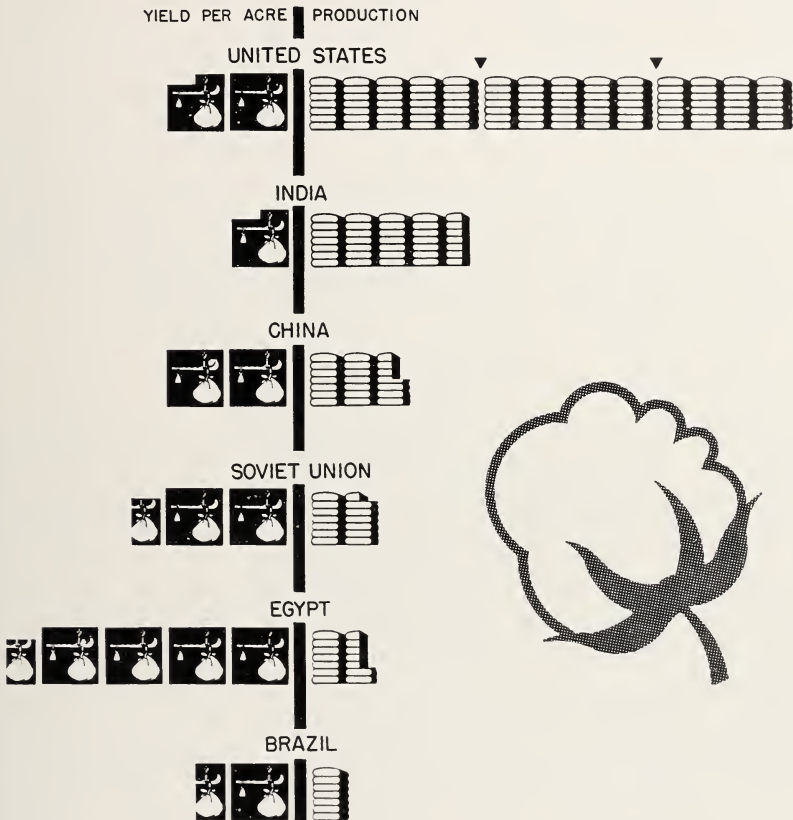 YIELD PER ACRE PRODUCTION
UNITED STATES
INDIA
CHINA
SOVIET UNION
EGYPT
BRAZIL